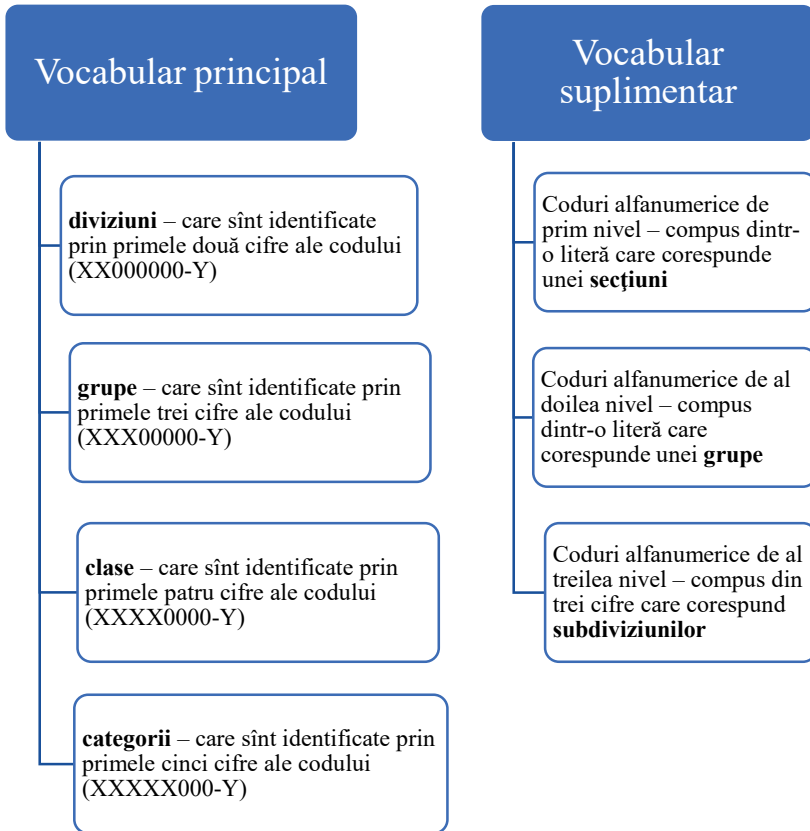 Vocabular principal
diviziuni – care sînt identificate
prin primele două cifre ale codului
(XX000000-Y)
grupe – care sînt identificate prin
primele trei cifre ale codului
(XXX00000-Y)
clase – care sînt identificate prin
primele patru cifre ale codului
(XXXX0000-Y)
categorii – care sînt identificate prin
primele cinci cifre ale codului
(XXXXX000-Y)
Vocabular
suplimentar
Coduri alfanumerice de
prim nivel – compus dintr-
o literă care corespunde
unei secţiuni
Coduri alfanumerice de al
doilea nivel – compus
dintr-o literă care
corespunde unei grupe
Coduri alfanumerice de al
treilea nivel – compus din
trei cifre care corespund
subdiviziunilor